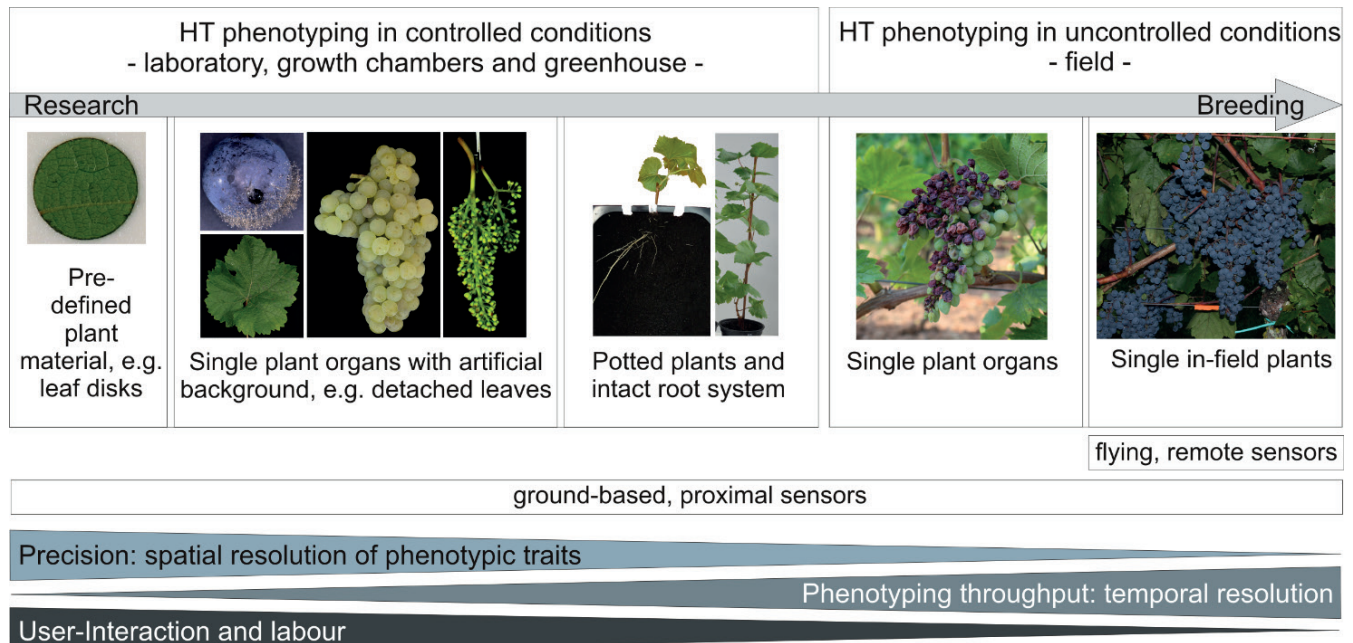 HT phenotyping in controlled conditions
- laboratory, growth chambers and greenhouse -
HT phenotyping in uncontrolled conditions
- field -
Research
Breeding
Pre-
defined
plant
material, e.g.
leaf disks
Single plant organs with artificial
background, e.g. detached leaves
Potted plants and
intact root system
Single plant organs
Single in-field plants
flying, remote sensors
ground-based, proximal sensors
Precision: spatial resolution of phenotypic traits
Phenotyping throughput: temporal resolution
User-Interaction and labour